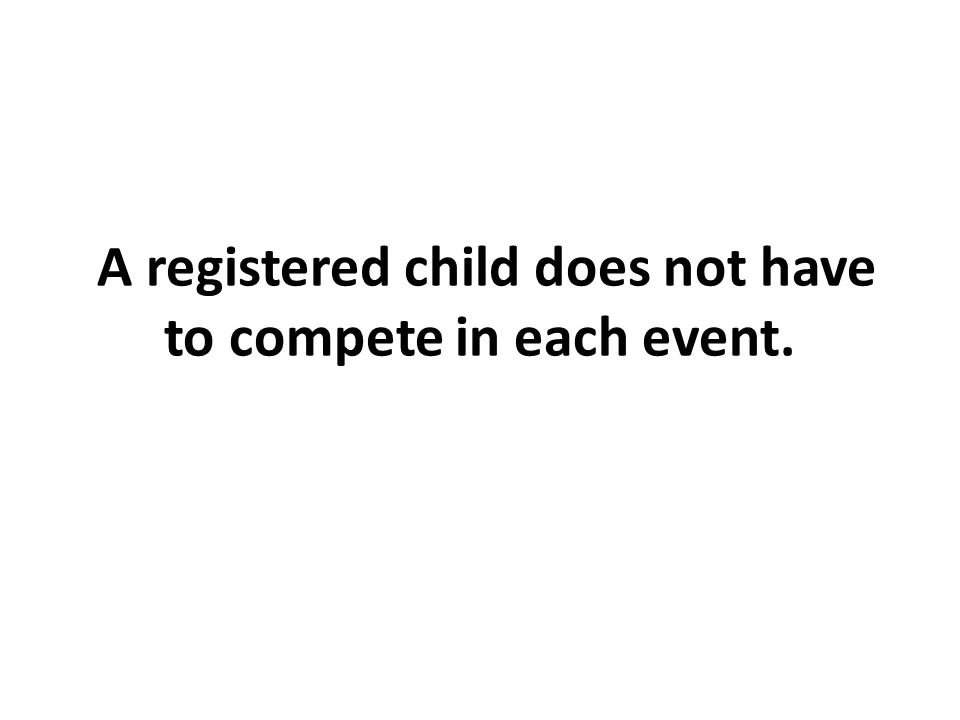 A registered child does not have
to compete in each event.